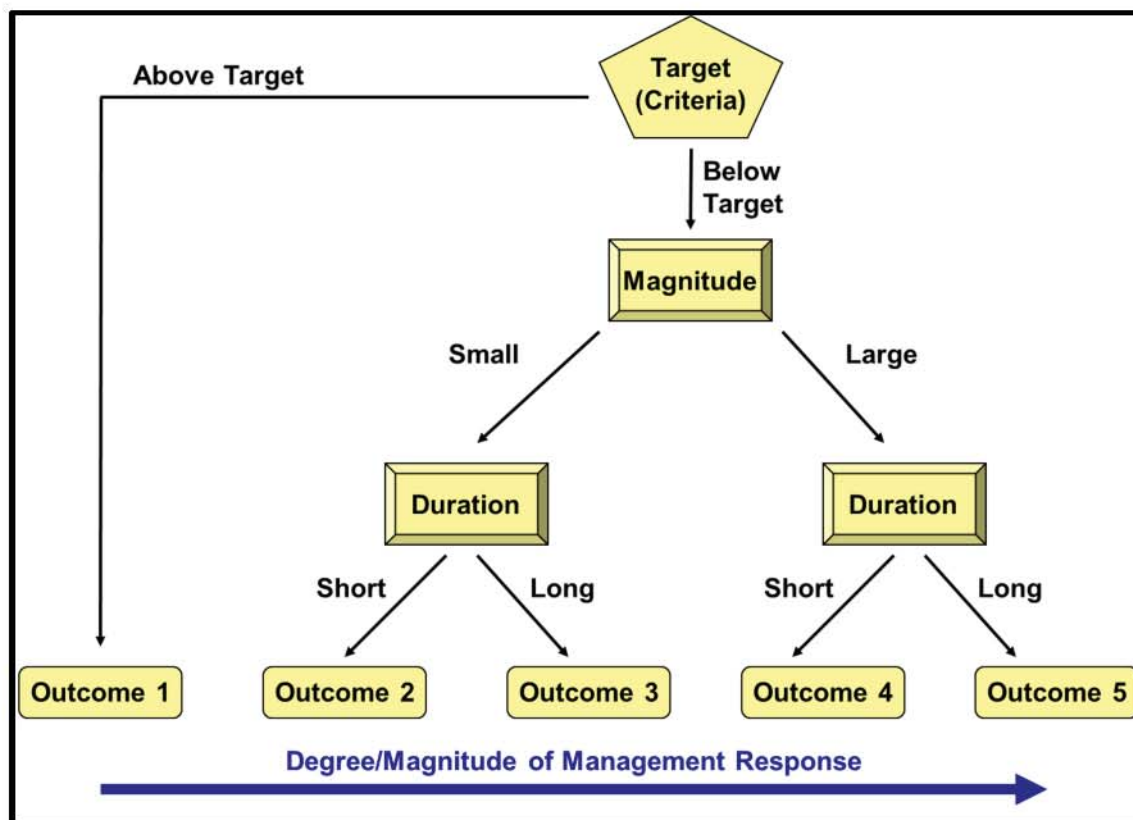 Above Target
Target
(Criteria)
Below
Target
Magnitude
Small
Large
Duration
Duration
Short
Long
Short
Long
Outcome 1
Outcome 2
Outcome 3
Outcome 4
Outcome 5
Degree/Magnitude of Management Response